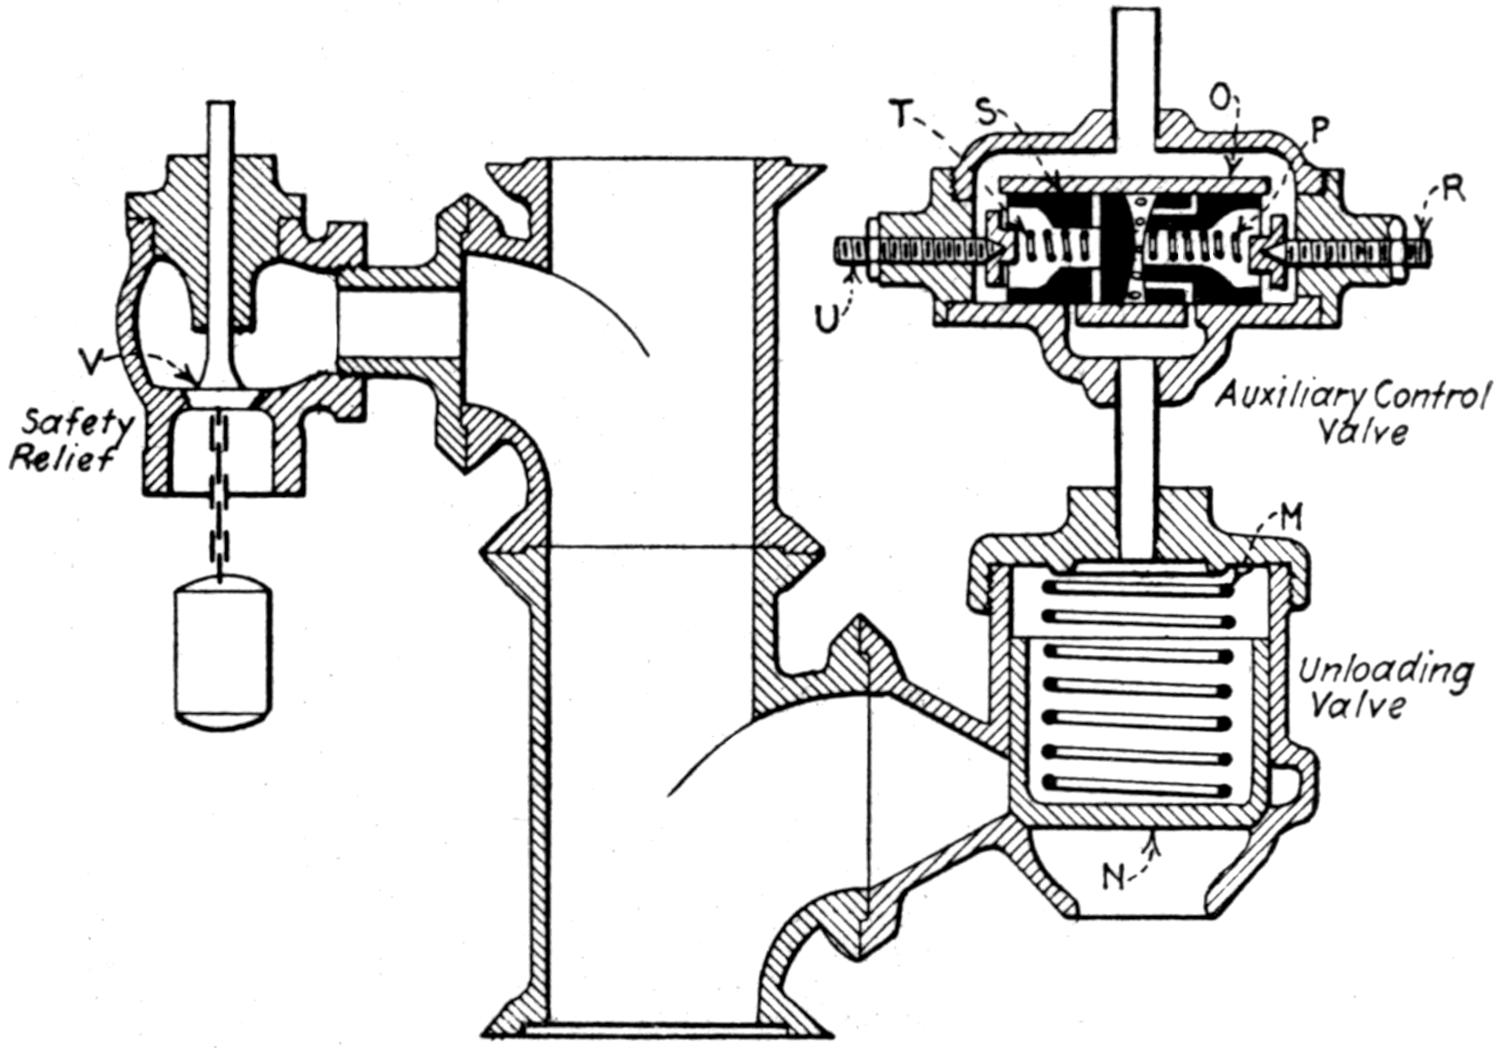 T
S
O
P
R
U
V
Safety
Relief
Auxiliary Control
Valve
M
Unloading
Valve
N